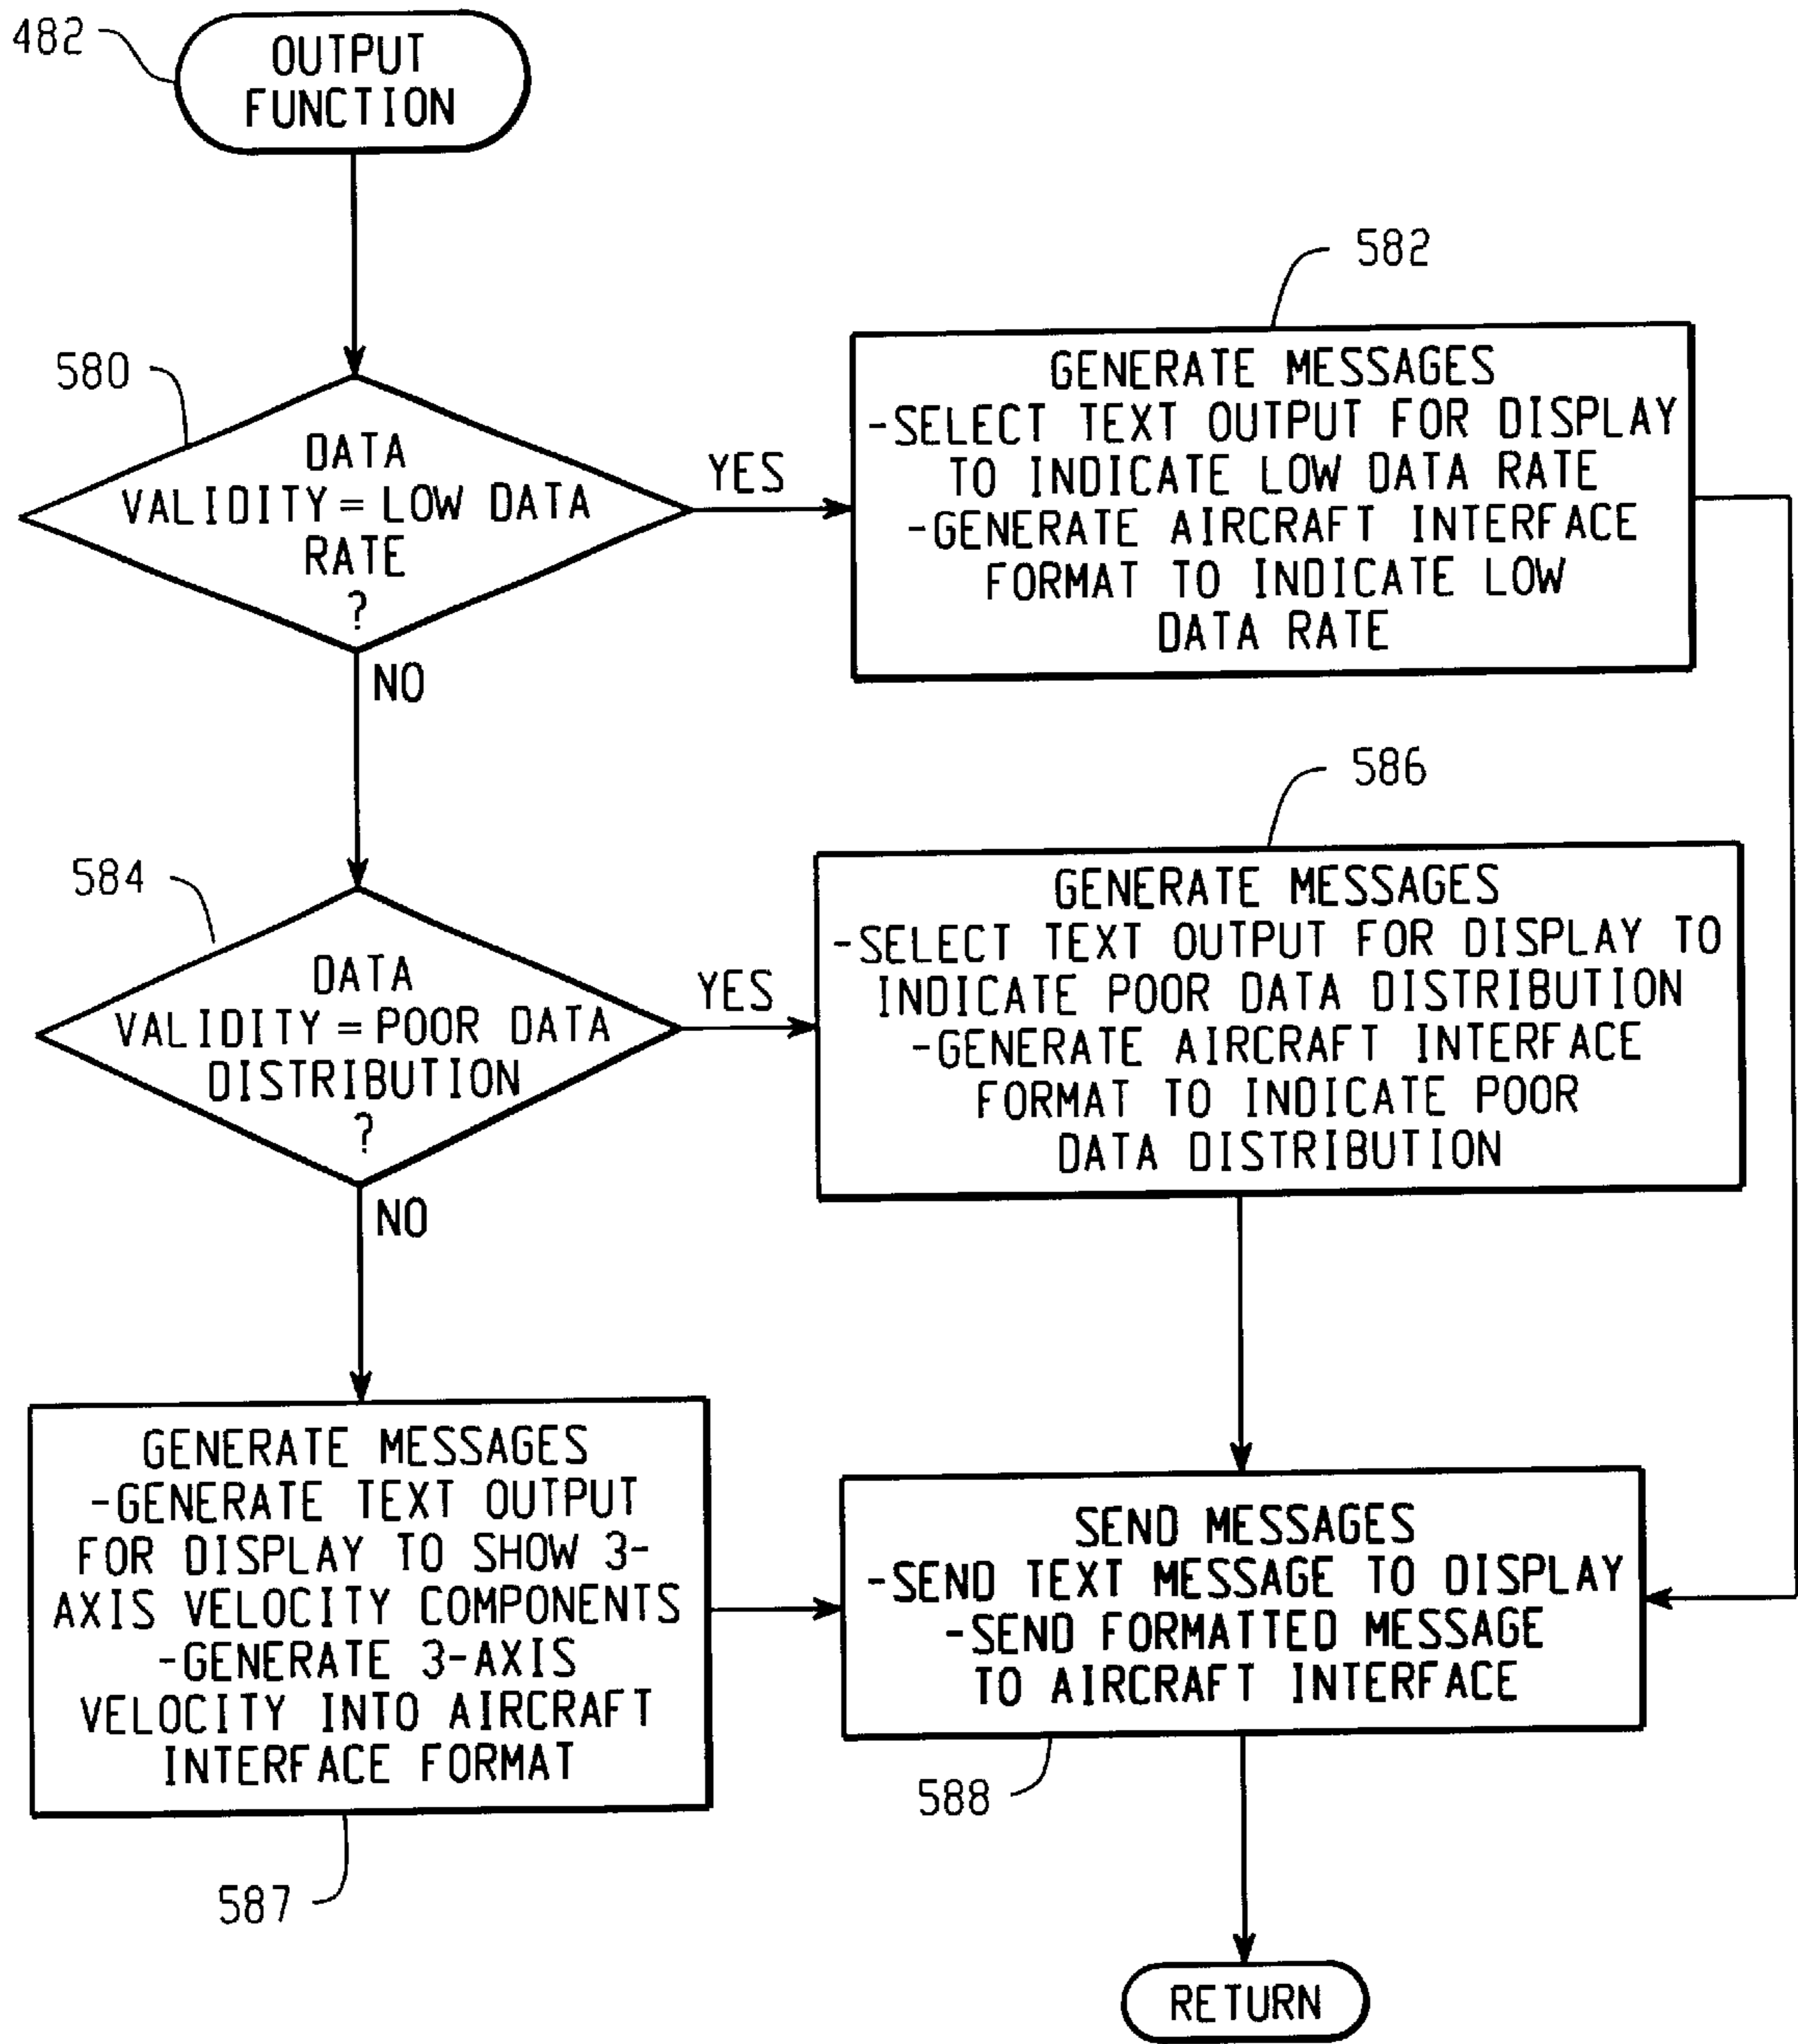 482
OUTPUT
FUNCTION
580
DATA
VALIDITY = LOW DATA
RATE
?
YES
NO
582
GENERATE MESSAGES
-SELECT TEXT OUTPUT FOR DISPLAY
TO INDICATE LOW DATA RATE
-GENERATE AIRCRAFT INTERFACE
FORMAT TO INDICATE LOW
DATA RATE
584
DATA
VALIDITY = POOR DATA
DISTRIBUTION
?
YES
NO
586
GENERATE MESSAGES
-SELECT TEXT OUTPUT FOR DISPLAY TO
INDICATE POOR DATA DISTRIBUTION
-GENERATE AIRCRAFT INTERFACE
FORMAT TO INDICATE POOR
DATA DISTRIBUTION
GENERATE MESSAGES
-GENERATE TEXT OUTPUT
FOR DISPLAY TO SHOW 3-
AXIS VELOCITY COMPONENTS
-GENERATE 3-AXIS
VELOCITY INTO AIRCRAFT
INTERFACE FORMAT
587
SEND MESSAGES
-SEND TEXT MESSAGE TO DISPLAY
-SEND FORMATTED MESSAGE
TO AIRCRAFT INTERFACE
588
RETURN